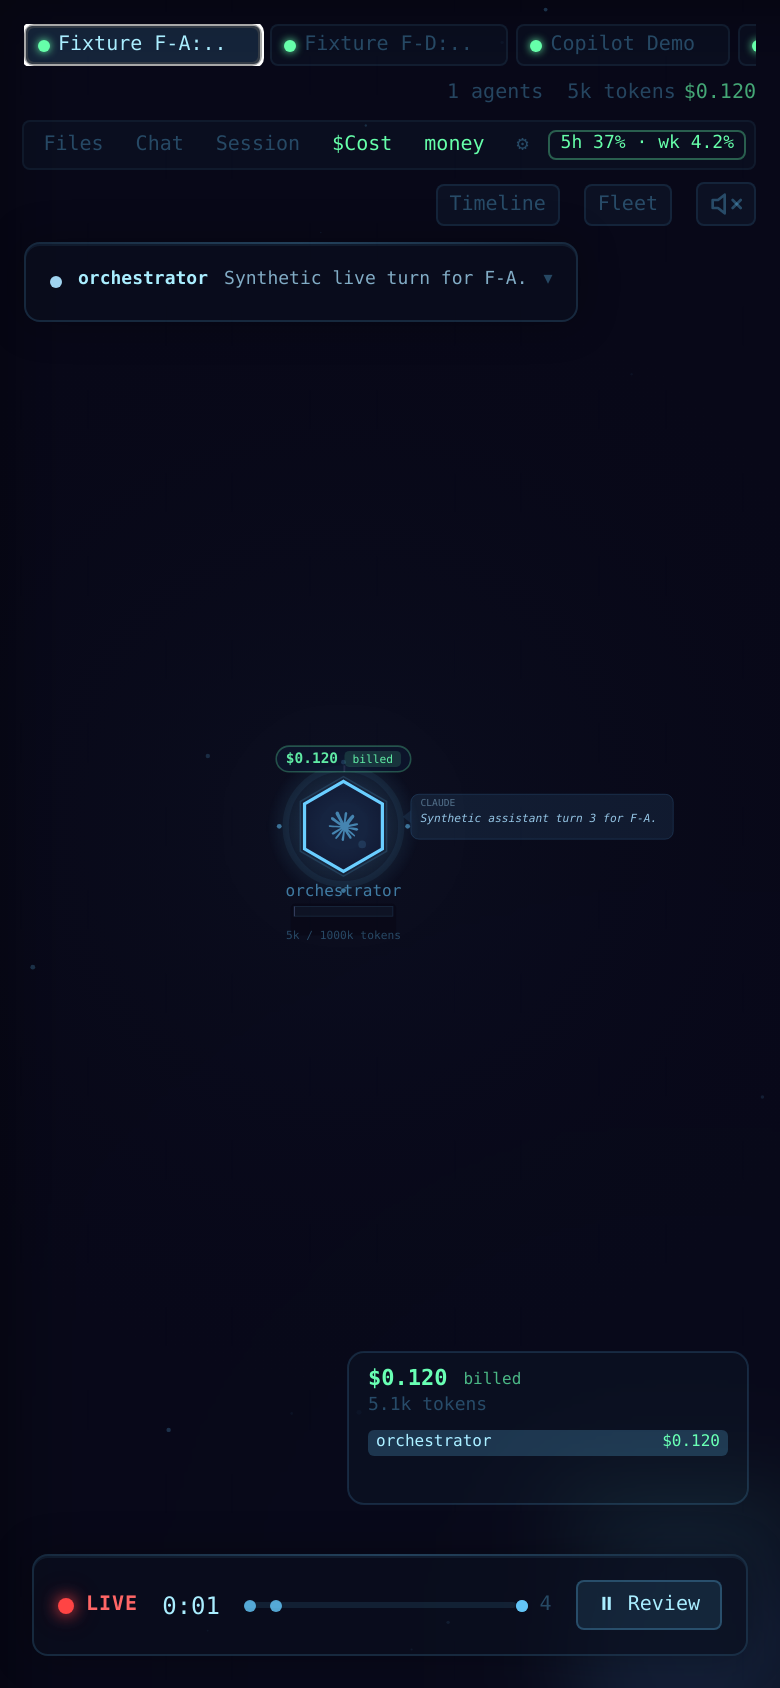 Fixture F-A:.. Fixture F-D:.. Copilot Demo
1 agents 5k tokens $0.120
Files Chat Session $Cost money ⚙ 5h 37% · wk 4.2%
Timeline Fleet
orchestrator Synthetic live turn for F-A. ▼
$0.120 billed
CLAUDE
Synthetic assistant turn 3 for F-A.
orchestrator
5k / 1000k tokens
$0.120 billed
5.1k tokens
orchestrator $0.120
LIVE 0:01 4 ⏸ Review